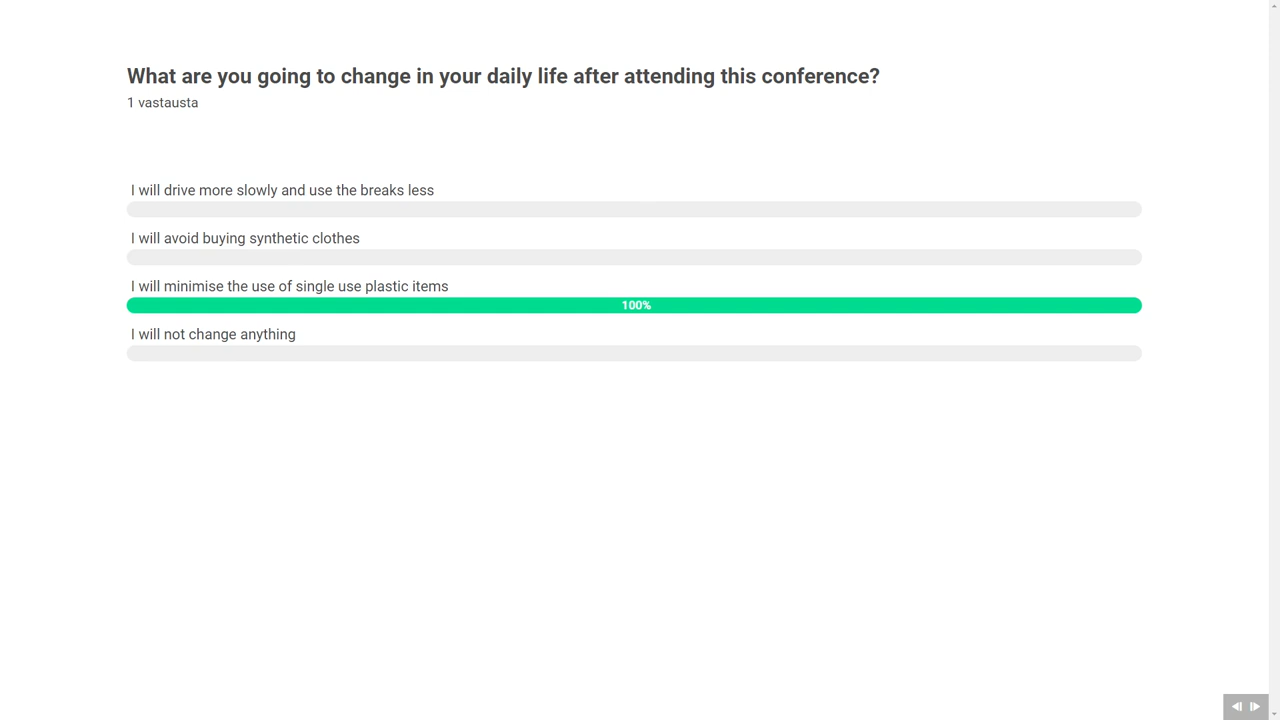 What are you going to change in your daily life after attending this conference?
1 vastausta
I will drive more slowly and use the breaks less
I will avoid buying synthetic clothes
I will minimise the use of single use plastic items
100%
I will not change anything